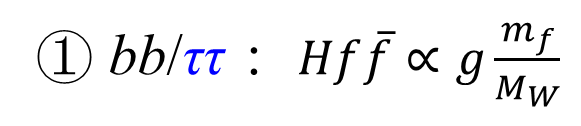 ① bb/ττ : Hff̄ ∝ g m_f/M_W